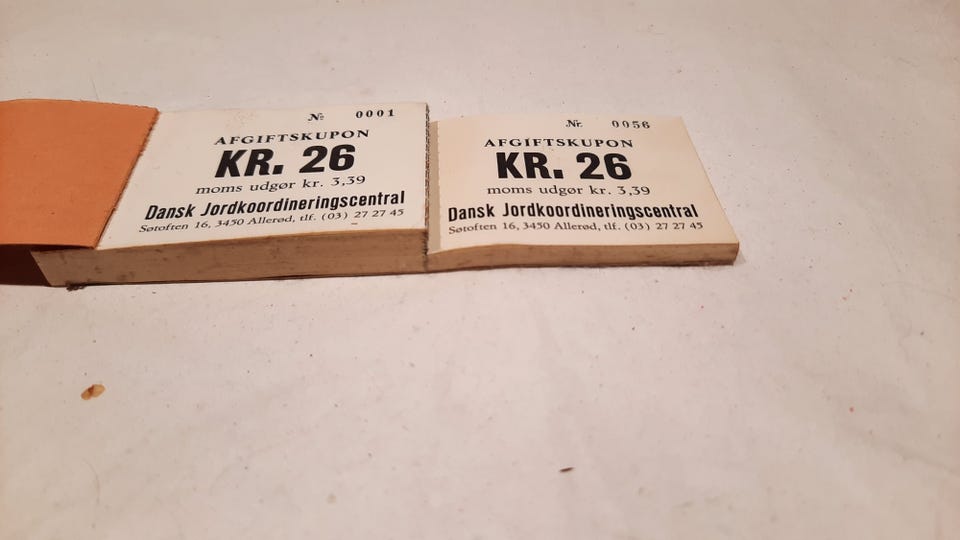 № 0001
AFGIFTSKUPON
KR. 26
moms udgør kr. 3,39
Dansk Jordkoordineringscentral
Søtoften 16, 3450 Allerød, tlf. (03) 27 27 45
Nr. 0056
AFGIFTSKUPON
KR. 26
moms udgør kr. 3,39
Dansk Jordkoordineringscentral
Søtoften 16, 3450 Allerød, tlf. (03) 27 27 45